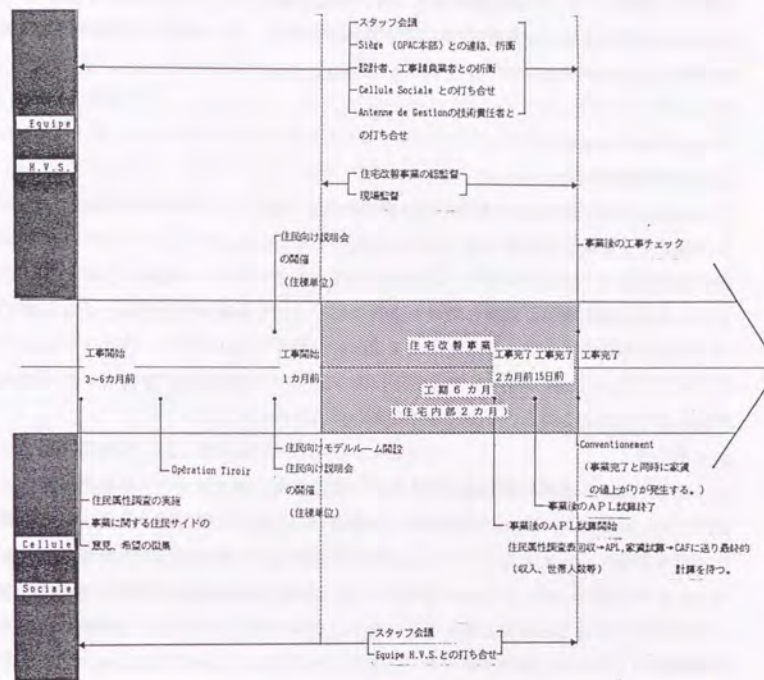 スタッフ会議
Siège (OPAC本部)との連絡、折衝
設計者、工事請負業者との折衝
Cellule Sociale との打ち合せ
Antenne de Gestionの技術責任者と
の打ち合せ
Equipe
H.V.S.
住宅改善事業の総監督
現場監督
住民向け説明会
の開催
(住棟単位)
事業後の工事チェック
住宅改善事業
工事開始
3〜6カ月前
工事開始
1カ月前
工事完了
2カ月前
工事完了
15日前
工事完了
工期6カ月
(住宅内部2カ月)
Opération Tiroir
住民向けモデルルーム開設
住民向け説明会
の開催
(住棟単位)
Conventionement
(事業完了と同時に家賃
の値上がりが発生する。)
事業後のAPL試算終了
事業後のAPL試算開始
住民属性調査の実施
事業に関する住民サイドの
意見、希望の
住民属性調査表回収→APL,家賃試算→CAFに送り最終的
(収入、世帯人数等)
計算を待つ。
Cellule
Sociale
スタッフ会議
Equipe H.V.S.との打ち合せ